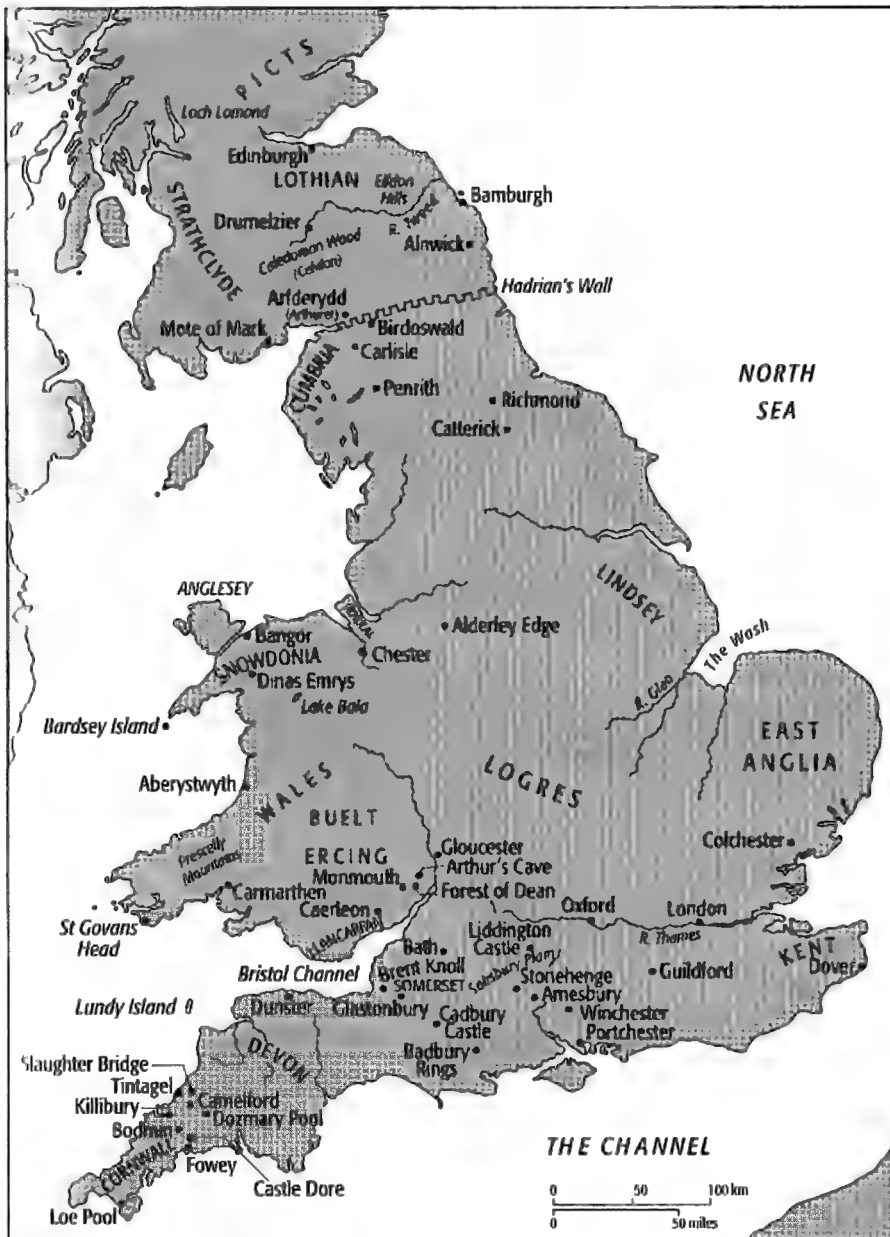 PICTS
Loch Lomond
Edinburgh
LOTHIAN
Eildon
Hills
Bamburgh
STRATHCLYDE
Drumelzier
R. Tweed
Caledonian Wood
(Celidon)
Alnwick
Hadrian's Wall
Arfderydd
(Arthuret)
Mote of Mark
Birdoswald
Carlisle
CUMBRIA
Penrith
NORTH
SEA
Richmond
Catterick
LINDSEY
ANGLESEY
WIRRAL
Bangor
Alderley Edge
Chester
The Wash
SNOWDONIA
Dinas Emrys
R. Glen
Lake Bala
Bardsey Island
EAST
ANGLIA
LOGRES
Aberystwyth
WALES
BUELT
Colchester
Gloucester
ERCING
Arthur's Cave
Prescelly
Mountains
Monmouth
Forest of Dean
Carmarthen
Oxford
London
Caerleon
St Govans
Head
Liddington
Castle
R. Thames
LLANCARFAN
KENT
Bath
Dover
Bristol Channel
Brent Knoll
Salisbury Plain
Guildford
SOMERSET
Stonehenge
Lundy Island
Dunster
Glastonbury
Amesbury
Cadbury
Castle
Winchester
Portchester
DEVON
Badbury
Rings
Slaughter Bridge
Tintagel
Camelford
Killibury
Dozmary Pool
Bodmin
CORNWALL
Fowey
THE CHANNEL
Castle Dore
Loe Pool
0 50 100 km
0 50 miles